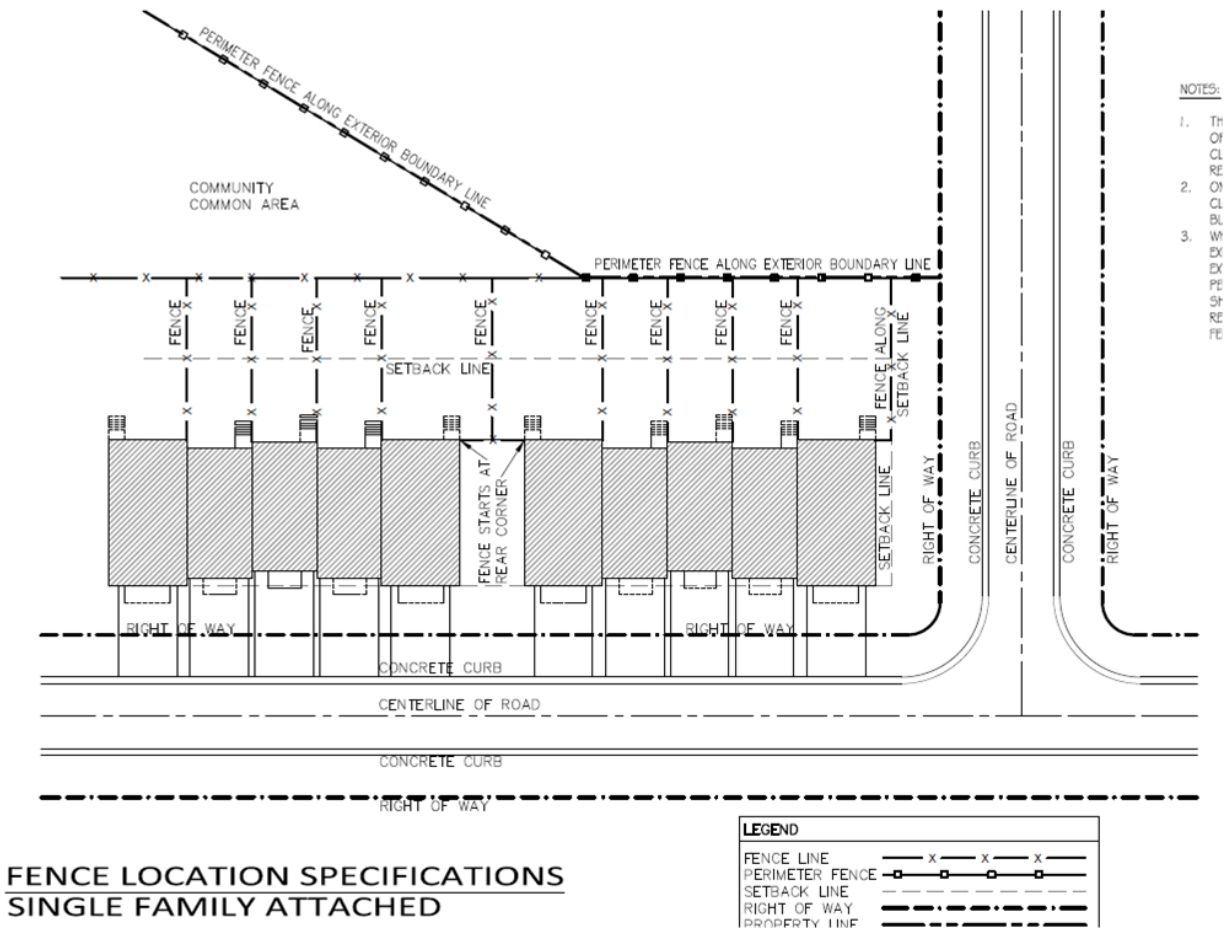 PERIMETER FENCE ALONG EXTERIOR BOUNDARY LINE
COMMUNITY
COMMON AREA
PERIMETER FENCE ALONG EXTERIOR BOUNDARY LINE
FENCE
FENCE
FENCE
FENCE
FENCE
FENCE
FENCE
FENCE
FENCE
FENCE ALONG
SETBACK LINE
SETBACK LINE
FENCE STARTS AT
REAR CORNER
SETBACK LINE
RIGHT OF WAY
CONCRETE CURB
CENTERLINE OF ROAD
CONCRETE CURB
RIGHT OF WAY
RIGHT OF WAY
RIGHT OF WAY
CONCRETE CURB
CENTERLINE OF ROAD
CONCRETE CURB
RIGHT OF WAY
NOTES:
1.
2.
3.
LEGEND
FENCE LINE
PERIMETER FENCE
SETBACK LINE
RIGHT OF WAY
PROPERTY LINE
FENCE LOCATION SPECIFICATIONS
SINGLE FAMILY ATTACHED